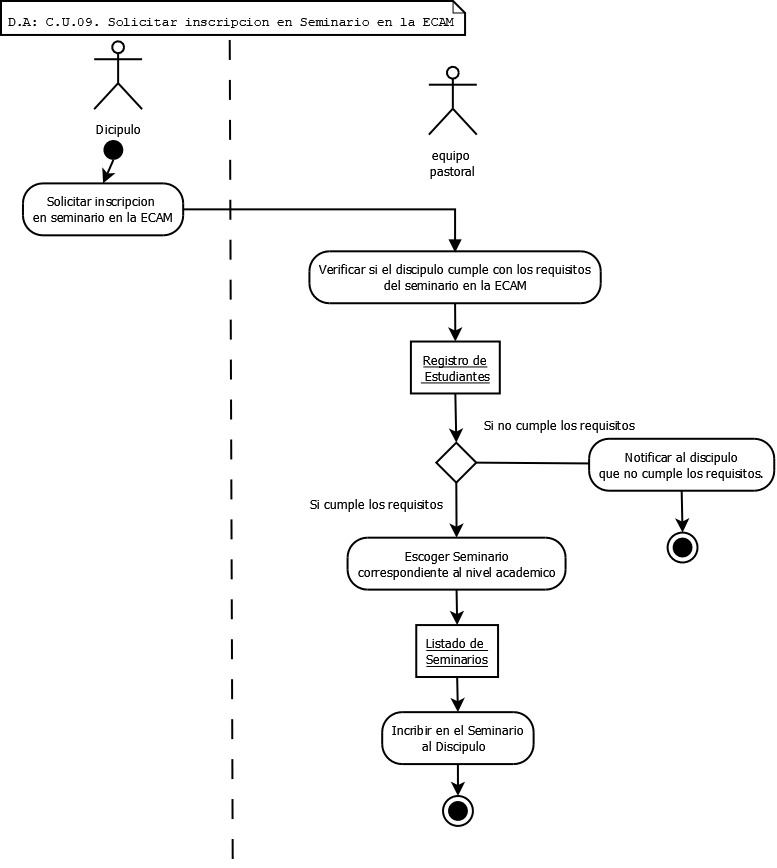 D.A: C.U.09. Solicitar inscripcion en Seminario en la ECAM
Dicipulo
equipo
pastoral
Solicitar inscripcion
en seminario en la ECAM
Verificar si el discipulo cumple con los requisitos
del seminario en la ECAM
Registro de
Estudiantes
Si no cumple los requisitos
Notificar al discipulo
que no cumple los requisitos.
Si cumple los requisitos
Escoger Seminario
correspondiente al nivel academico
Listado de
Seminarios
Incribir en el Seminario
al Discipulo